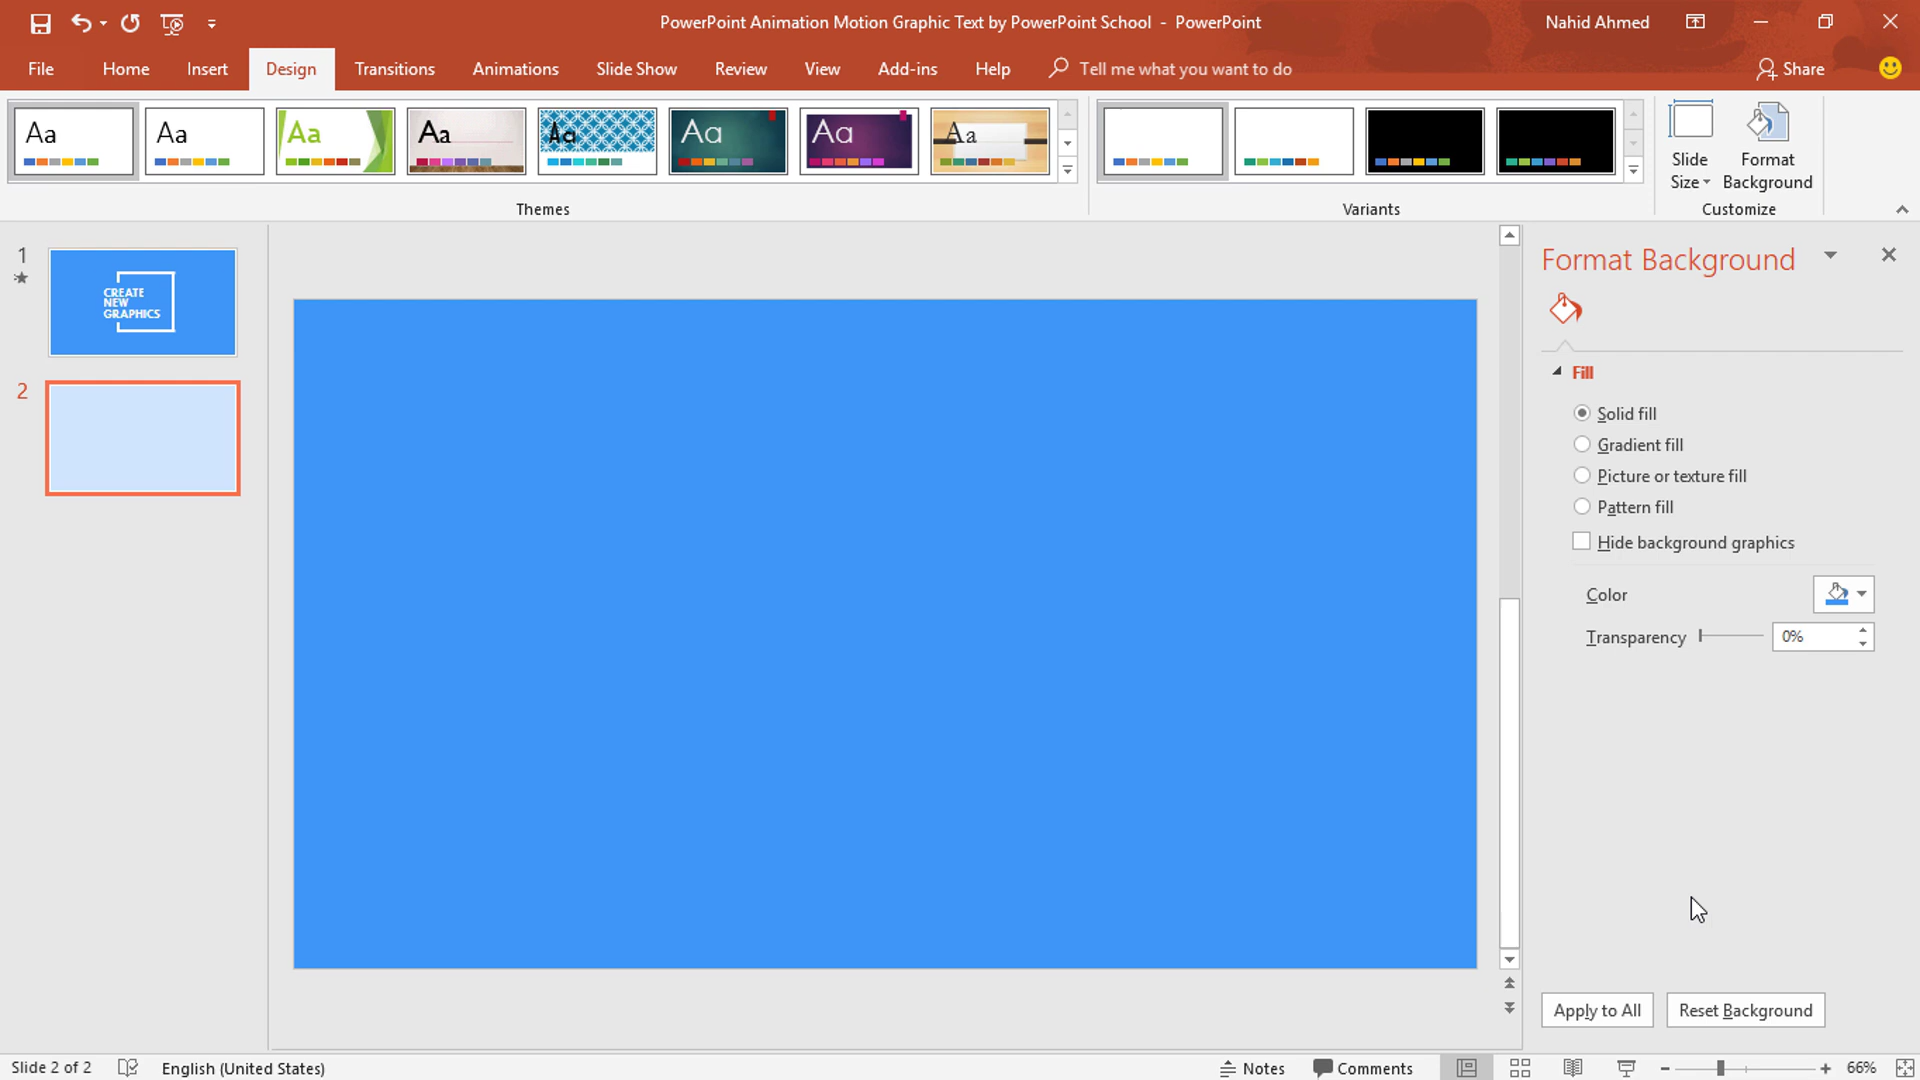 PowerPoint Animation Motion Graphic Text by PowerPoint School - PowerPoint
Nahid Ahmed
File Home Insert Design Transitions Animations Slide Show Review View Add-ins Help Tell me what you want to do Share
Aa Aa Aa Aa Aa Aa Aa Aa
Slide Size
Format Background
Themes Variants Customize
1
CREATE
NEW
GRAPHICS
2
Format Background
Fill
Solid fill
Gradient fill
Picture or texture fill
Pattern fill
Hide background graphics
Color
Transparency 0%
Apply to All Reset Background
Slide 2 of 2 English (United States) Notes Comments 66%